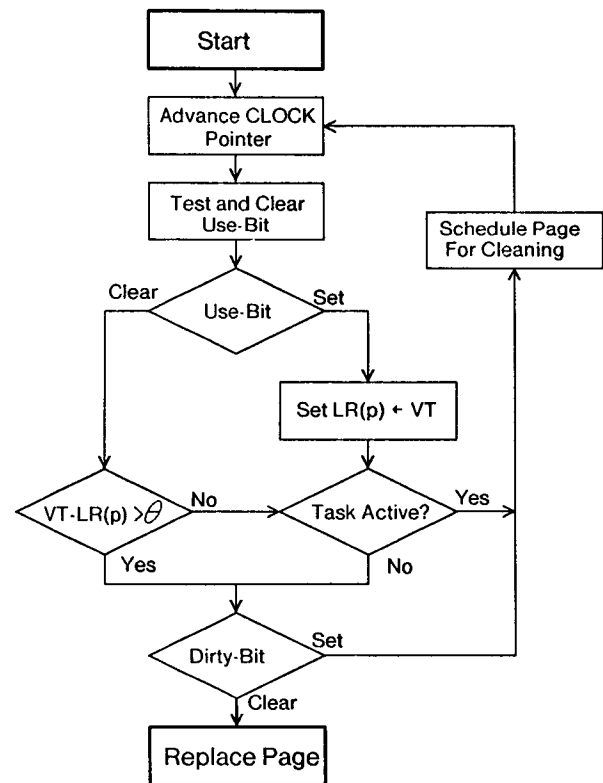 Start
Advance CLOCK
Pointer
Test and Clear
Use-Bit
Schedule Page
For Cleaning
Clear
Use-Bit
Set
Set LR(p) ← VT
VT-LR(p) >θ
No
Task Active?
Yes
Yes
No
Dirty-Bit
Set
Clear
Replace Page